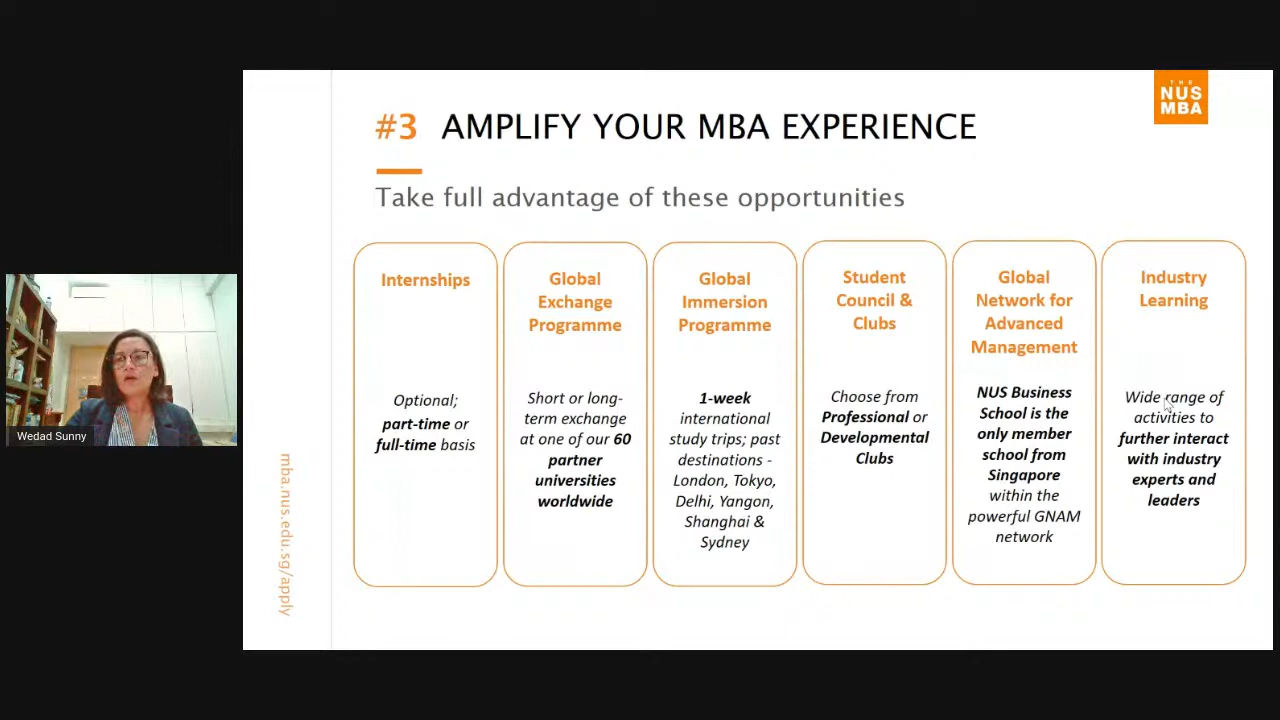 THE
NUS
MBA
#3 AMPLIFY YOUR MBA EXPERIENCE
Take full advantage of these opportunities
Internships
Optional;
part-time or
full-time basis
Global
Exchange
Programme
Short or long-
term exchange
at one of our 60
partner
universities
worldwide
Global
Immersion
Programme
1-week
international
study trips; past
destinations -
London, Tokyo,
Delhi, Yangon,
Shanghai &
Sydney
Student
Council &
Clubs
Choose from
Professional or
Developmental
Clubs
Global
Network for
Advanced
Management
NUS Business
School is the
only member
school from
Singapore
within the
powerful GNAM
network
Industry
Learning
Wide range of
activities to
further interact
with industry
experts and
leaders
Wedad Sunny
mba.nus.edu.sg/apply